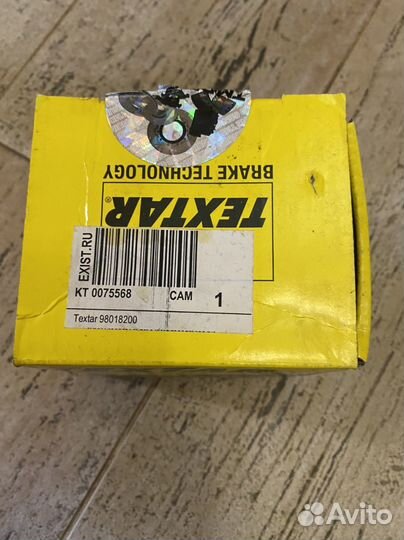 BRAKE TECHNOLOGY
TEXTAR®
EXIST.RU
KT 0075568
CAM
1
Textar 98018200
Avito